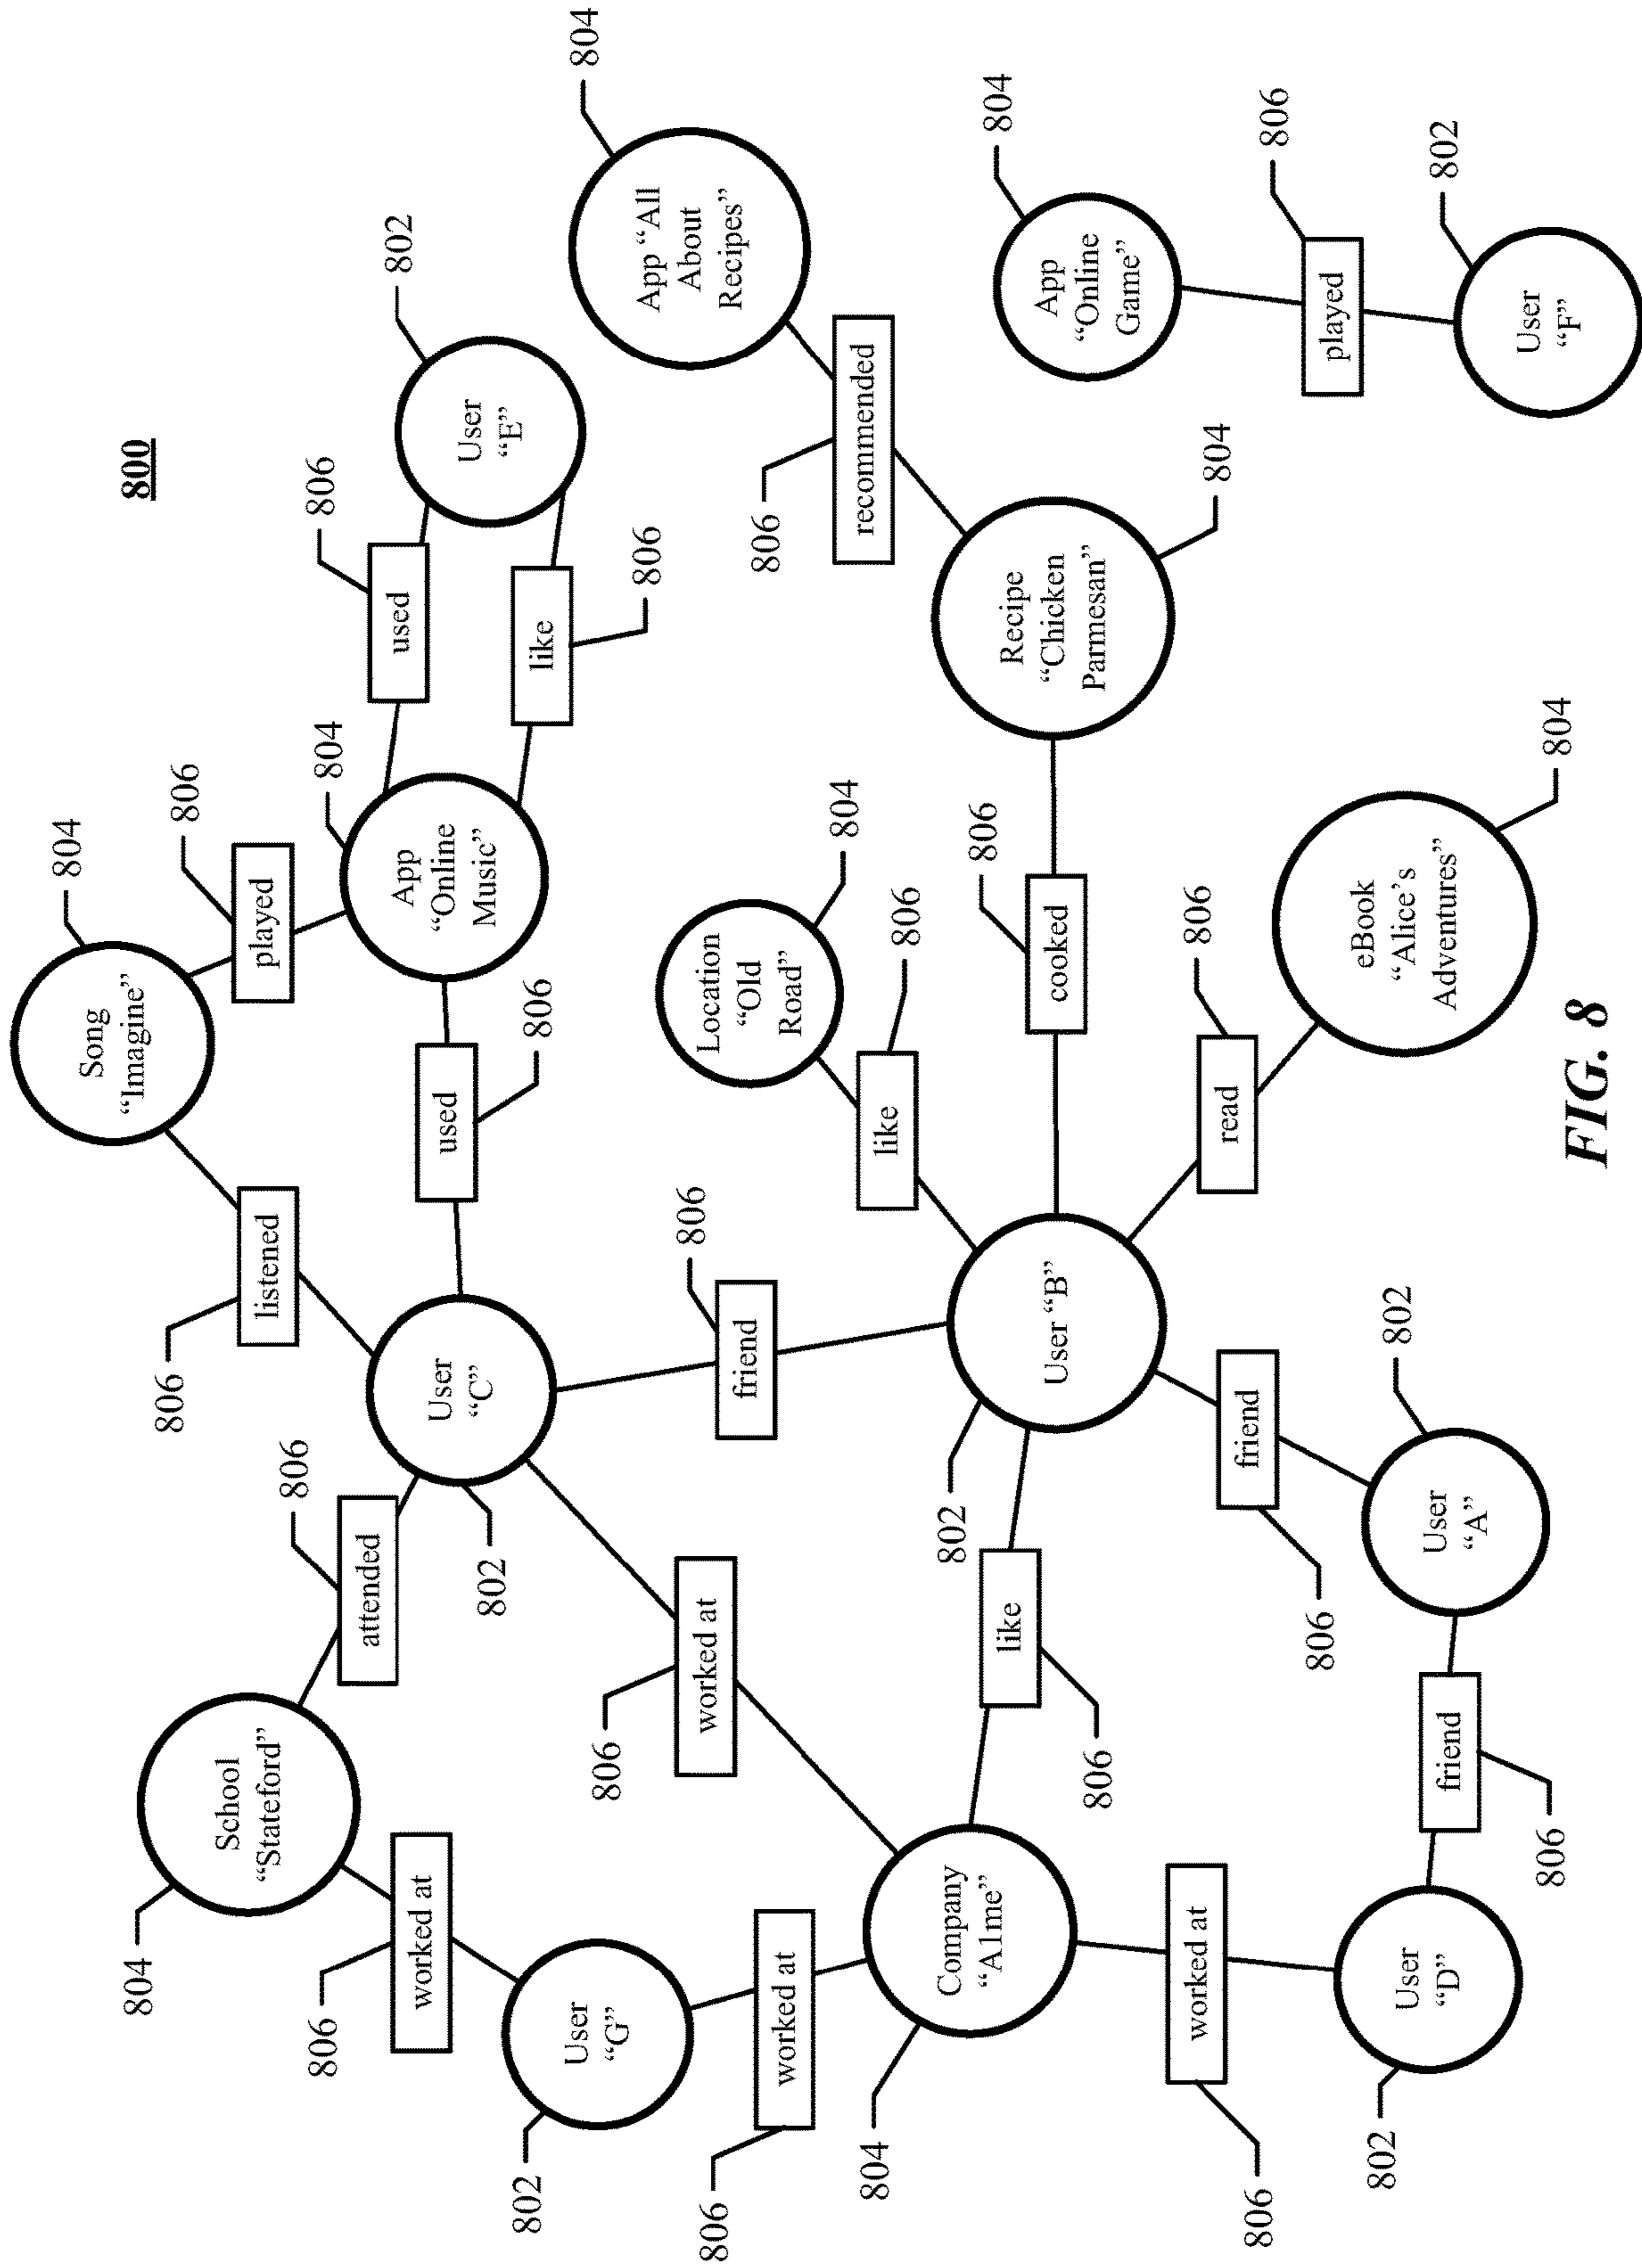 804
Song
“Imagine”
800
804
806
806
School
“Stateford”
listened
played
806
806
806
804
attended
used
802
App
“Online
Music”
worked at
User
“C”
used
User
“E”
802
802
806
like
User
“G”
804
806
806
App “All
About
Recipes”
worked at
806
Location
“Old
Road”
806
friend
806
worked at
804
recommended
804
like
806
Company
“A1me”
802
806
804
like
Recipe
“Chicken
Parmesan”
User “B”
cooked
App
“Online
Game”
806
worked at
806
804
friend
read
806
806
806
played
eBook
“Alice’s
Adventures”
802
802
User
“D”
User
“A”
802
friend
User
“F”
806
804
FIG. 8